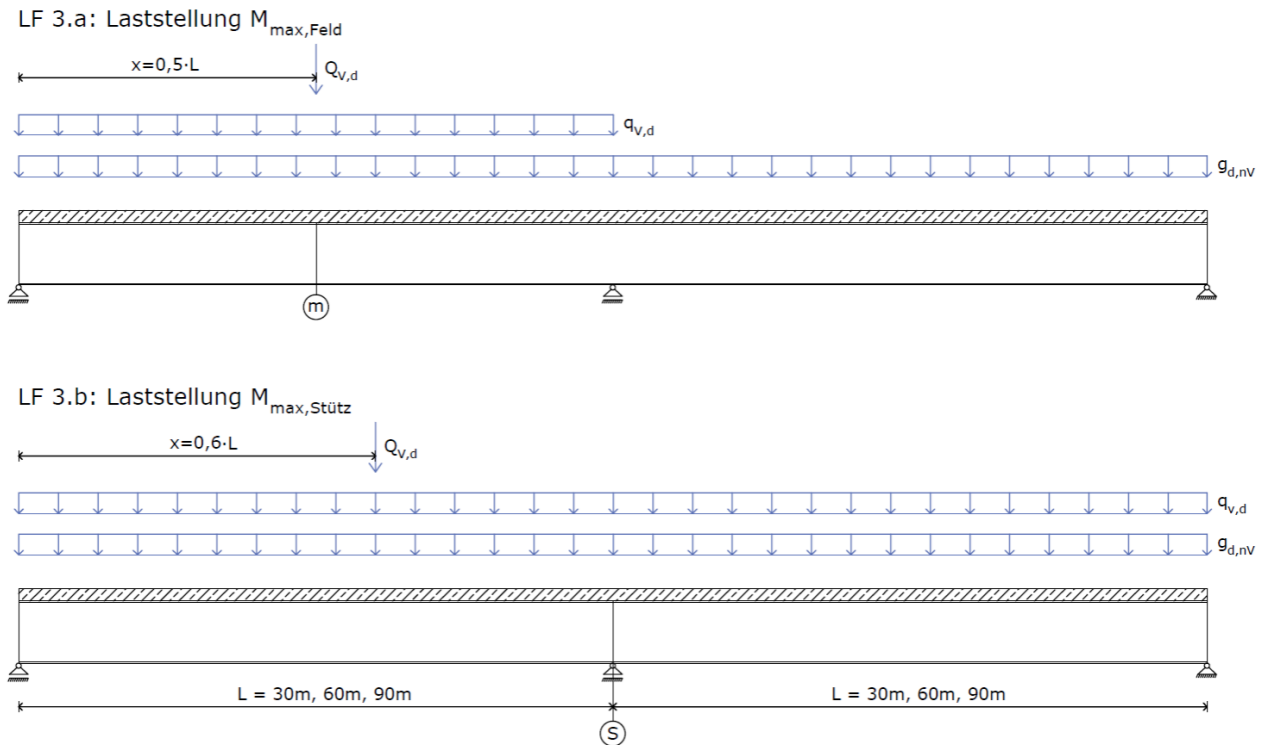 LF 3.a: Laststellung M_max,Feld
x=0,5·L
Q_V,d
q_V,d
g_d,nV
m
LF 3.b: Laststellung M_max,Stütz
x=0,6·L
Q_V,d
q_v,d
g_d,nV
L = 30m, 60m, 90m L = 30m, 60m, 90m
S